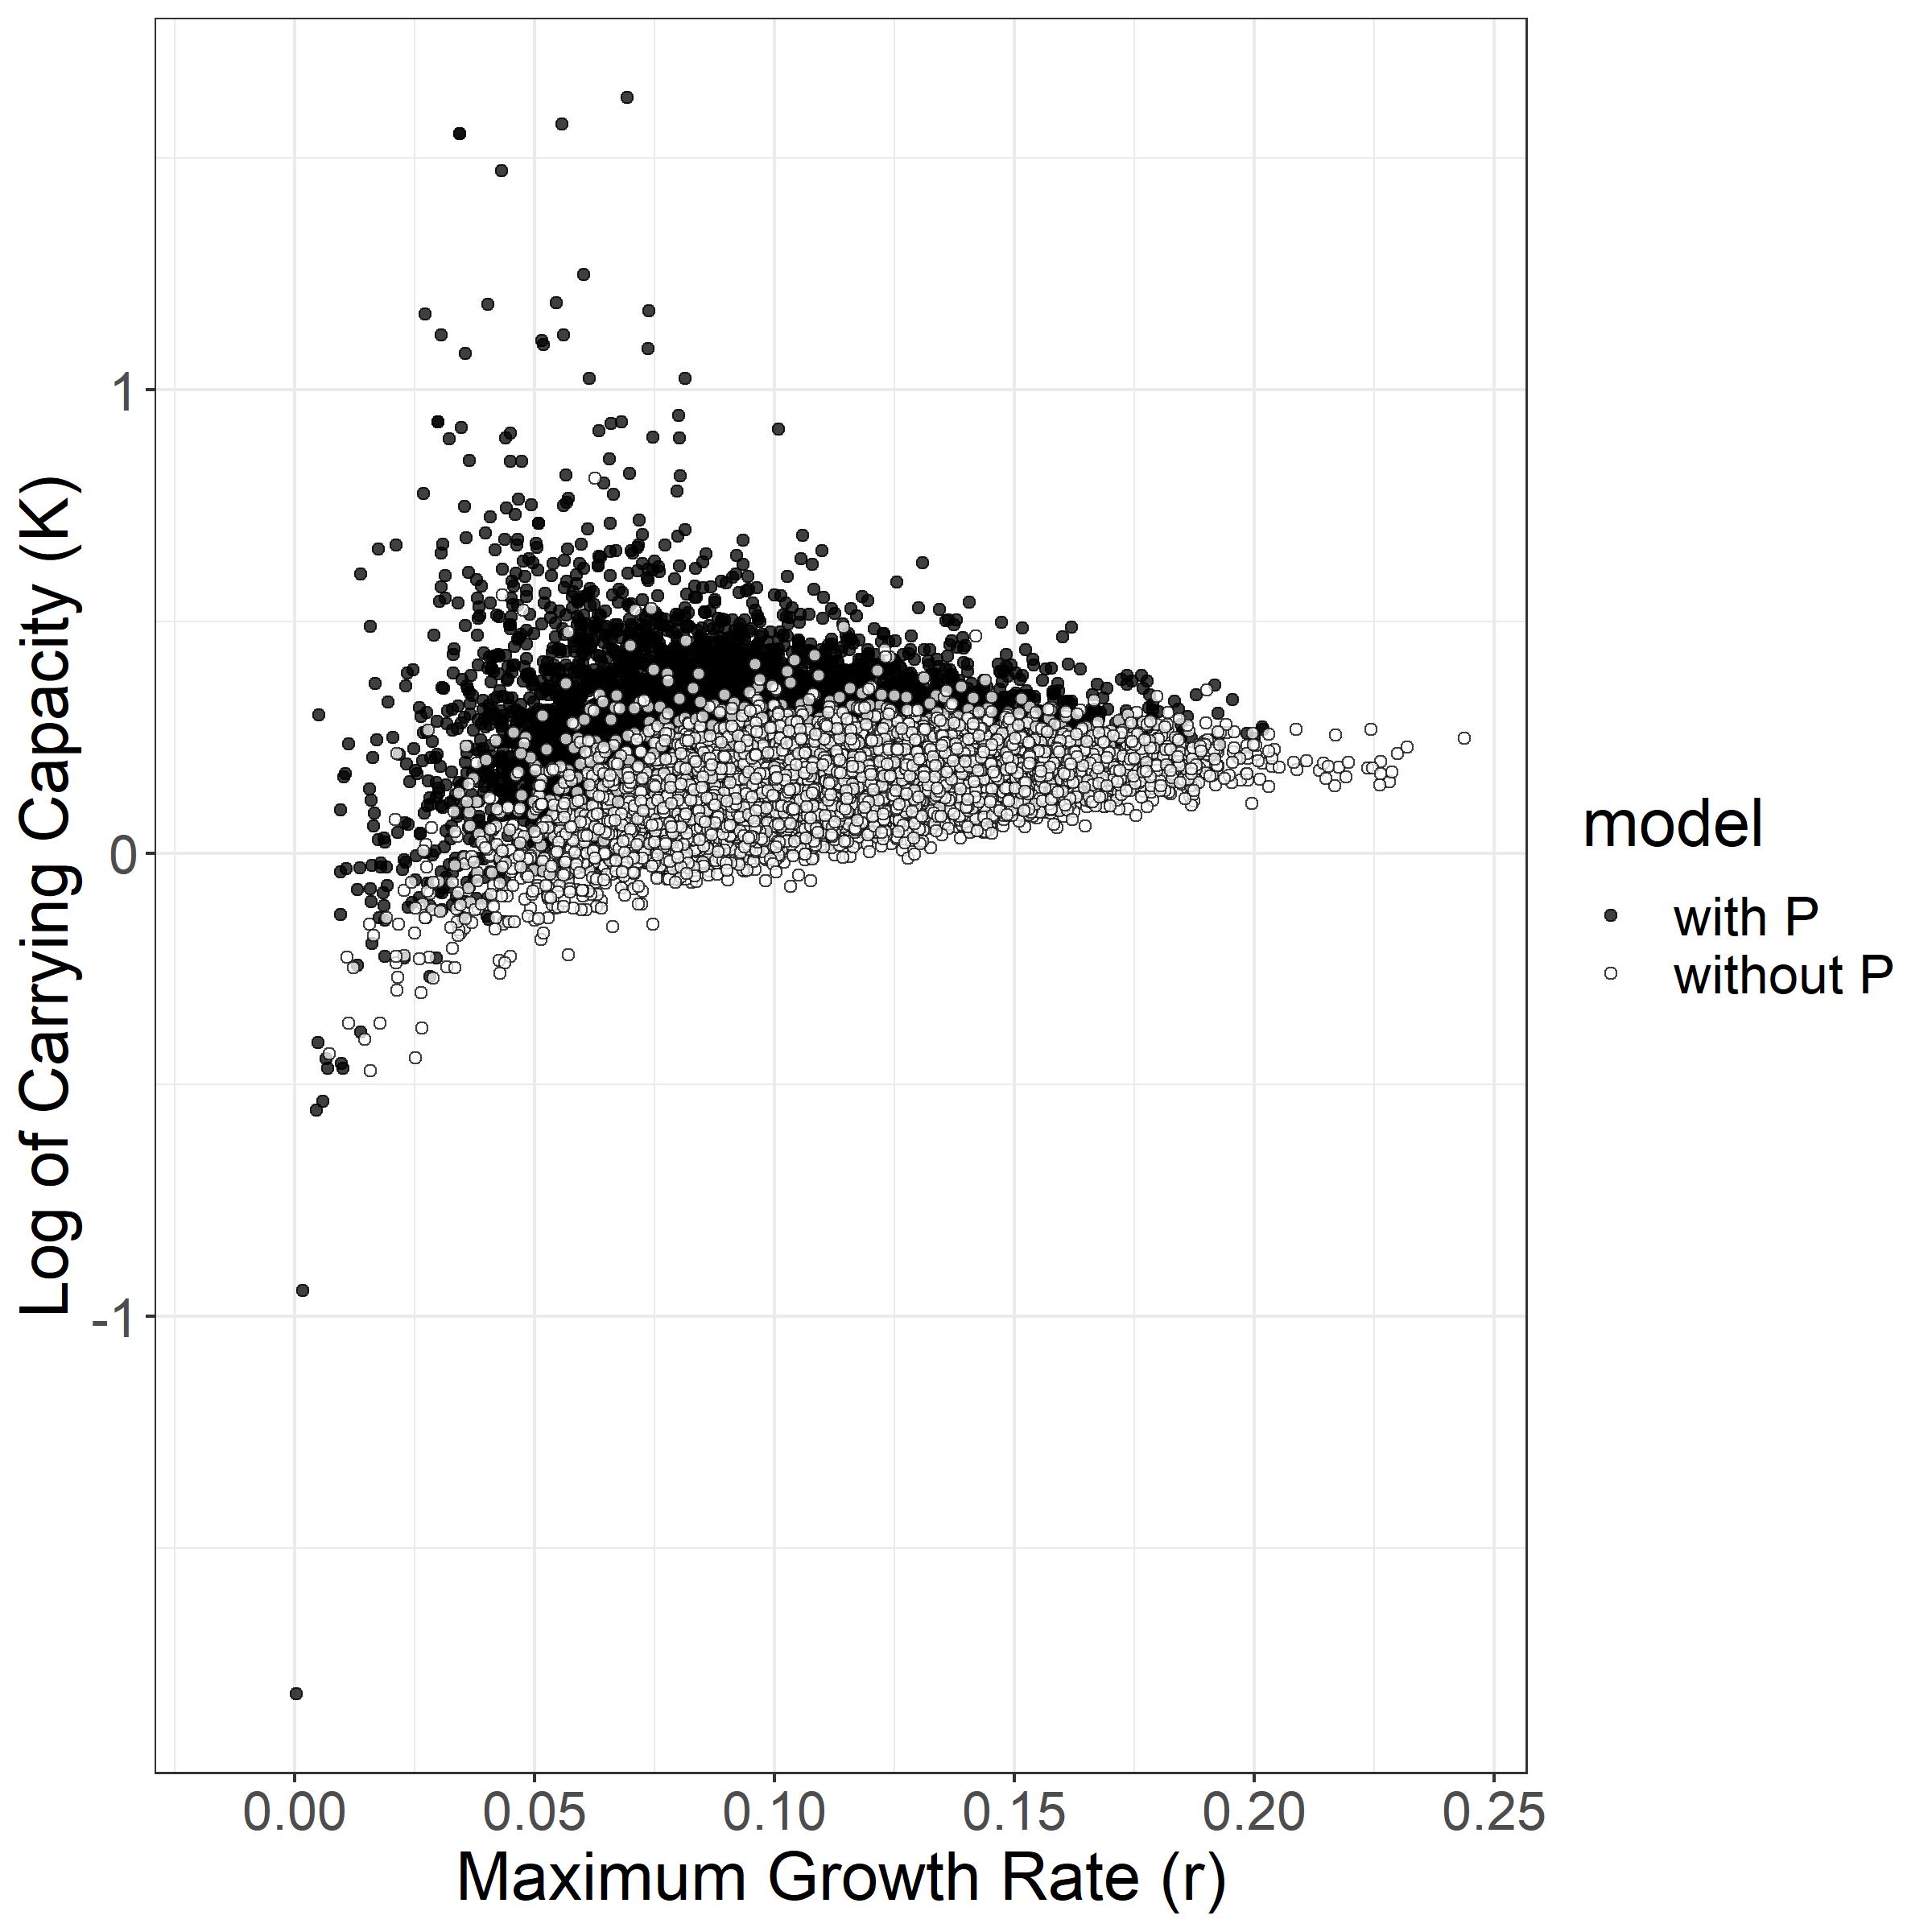 Log of Carrying Capacity (K)
1
0
-1
0.00 0.05 0.10 0.15 0.20 0.25
Maximum Growth Rate (r)
model
with P
without P